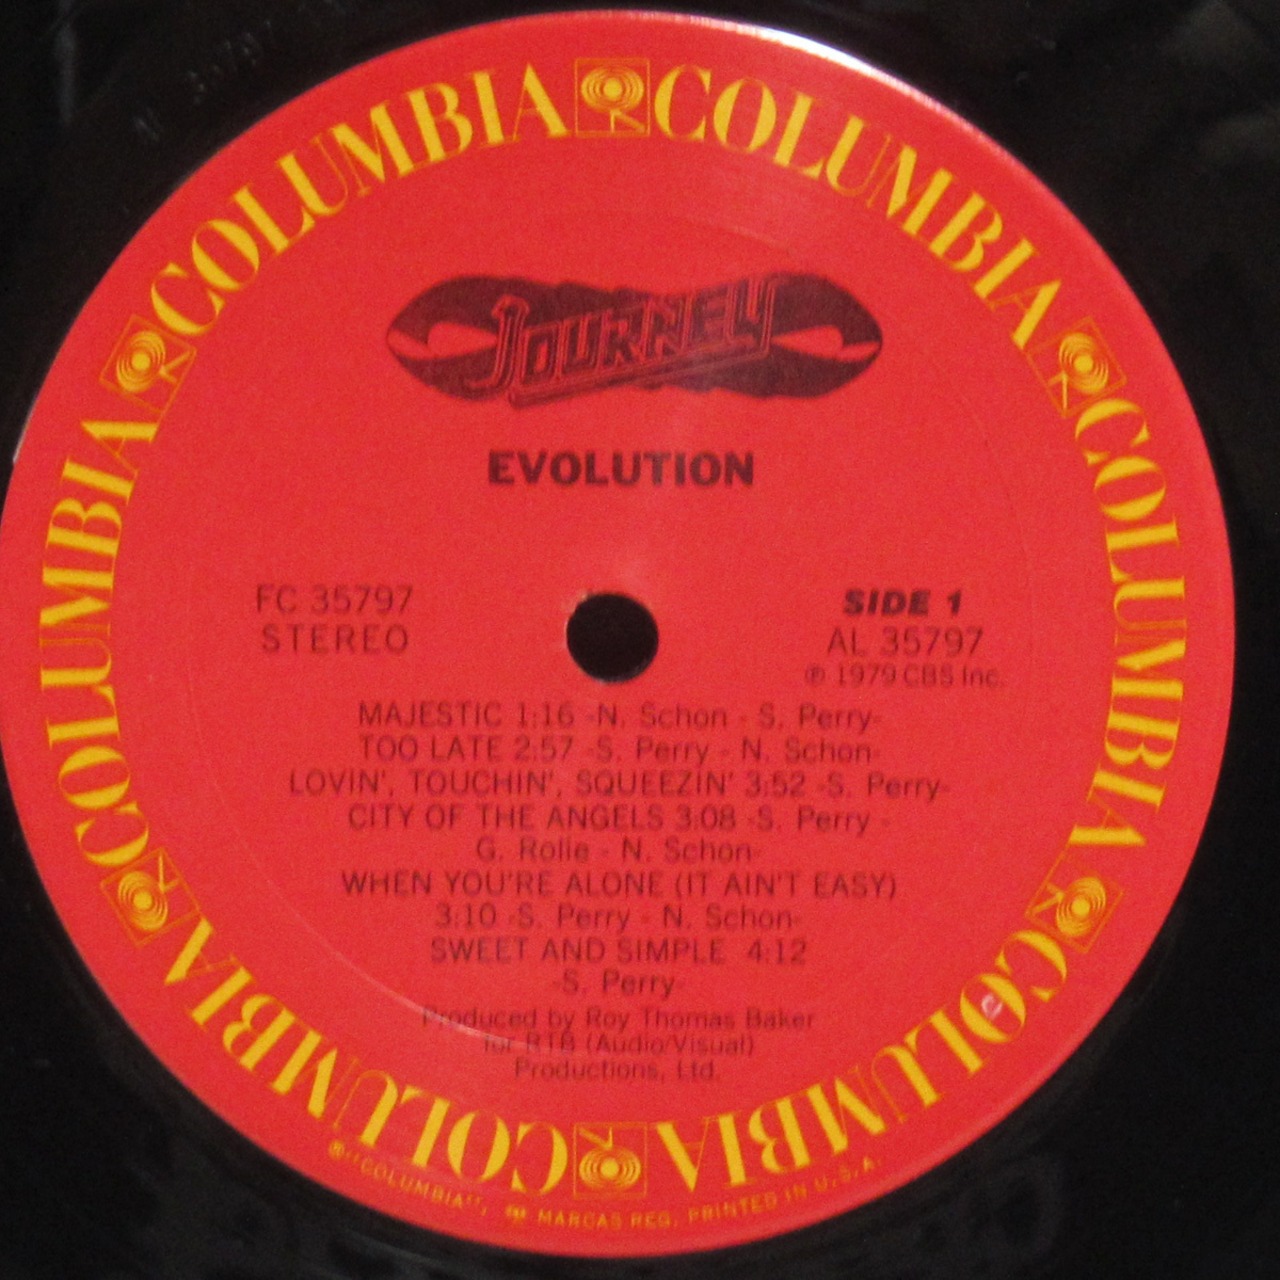 COLUMBIA COLUMBIA COLUMBIA COLUMBIA COLUMBIA COLUMBIA
JOURNEY
EVOLUTION
FC 35797
STEREO
SIDE 1
AL 35797
℗ 1979 CBS Inc.
MAJESTIC 1:16 -N. Schon - S. Perry-
TOO LATE 2:57 -S. Perry - N. Schon-
LOVIN', TOUCHIN', SQUEEZIN' 3:52 -S. Perry-
CITY OF THE ANGELS 3:08 -S. Perry -
G. Rolie - N. Schon-
WHEN YOU'RE ALONE (IT AIN'T EASY)
3:10 -S. Perry - N. Schon-
SWEET AND SIMPLE 4:12
-S. Perry-
Produced by Roy Thomas Baker
for RTB (Audio/Visual)
Productions, Ltd.
®"COLUMBIA", MARCAS REG. PRINTED IN U.S.A.